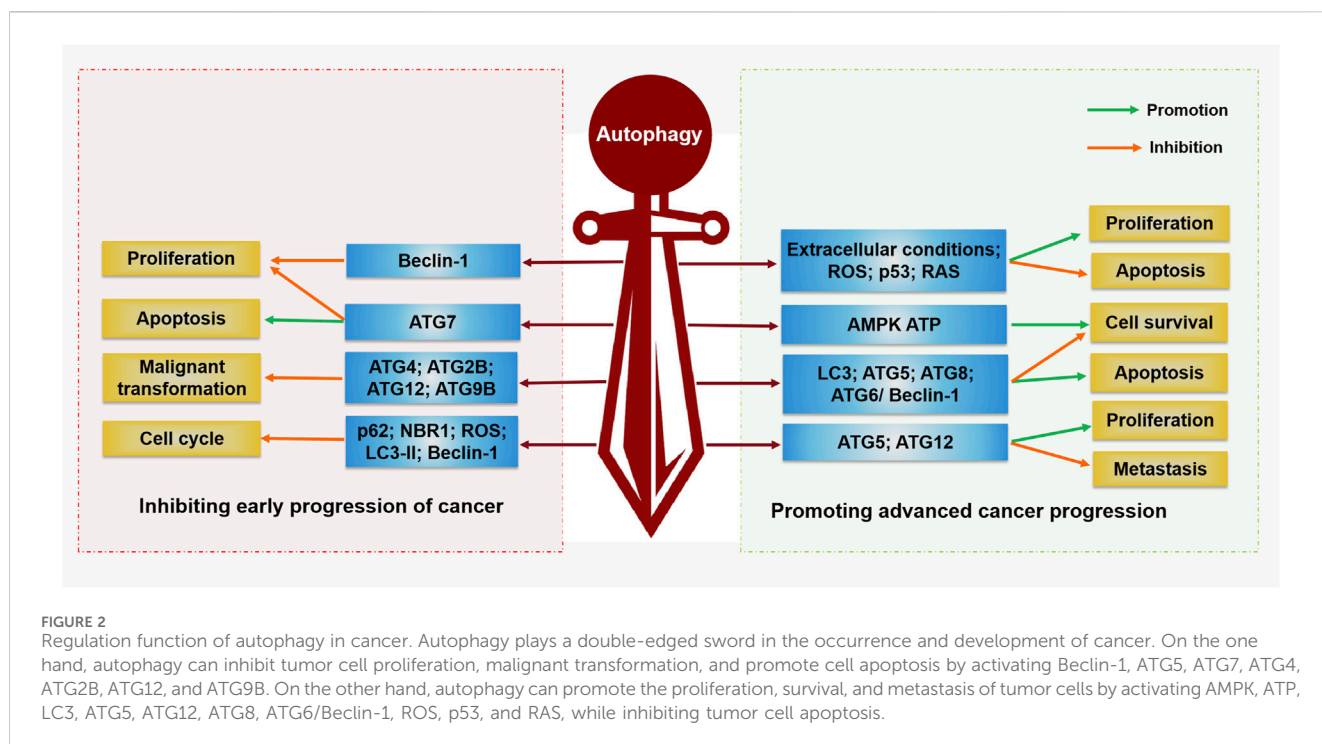 Autophagy
Promotion
Inhibition
Proliferation
Beclin-1
Apoptosis
ATG7
Malignant
transformation
ATG4; ATG2B;
ATG12; ATG9B
Cell cycle
p62; NBR1; ROS;
LC3-II; Beclin-1
Inhibiting early progression of cancer
Extracellular conditions;
ROS; p53; RAS
Proliferation
Apoptosis
AMPK ATP
Cell survival
LC3; ATG5; ATG8;
ATG6/ Beclin-1
Apoptosis
ATG5; ATG12
Proliferation
Metastasis
Promoting advanced cancer progression
FIGURE 2
Regulation function of autophagy in cancer. Autophagy plays a double-edged sword in the occurrence and development of cancer. On the one
hand, autophagy can inhibit tumor cell proliferation, malignant transformation, and promote cell apoptosis by activating Beclin-1, ATG5, ATG7, ATG4,
ATG2B, ATG12, and ATG9B. On the other hand, autophagy can promote the proliferation, survival, and metastasis of tumor cells by activating AMPK, ATP,
LC3, ATG5, ATG12, ATG8, ATG6/Beclin-1, ROS, p53, and RAS, while inhibiting tumor cell apoptosis.